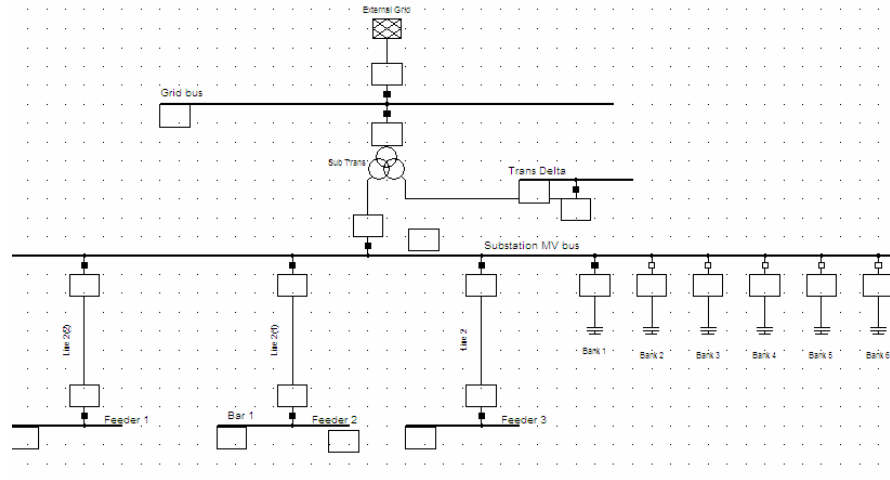 External Grid
Grid bus
Sub Trans
Trans Delta
Substation MV bus
Line 2(2)
Line 2(1)
Line 2
Bank 1
Bank 2
Bank 3
Bank 4
Bank 5
Bank 6
Feeder 1
Bar 1
Feeder 2
Feeder 3